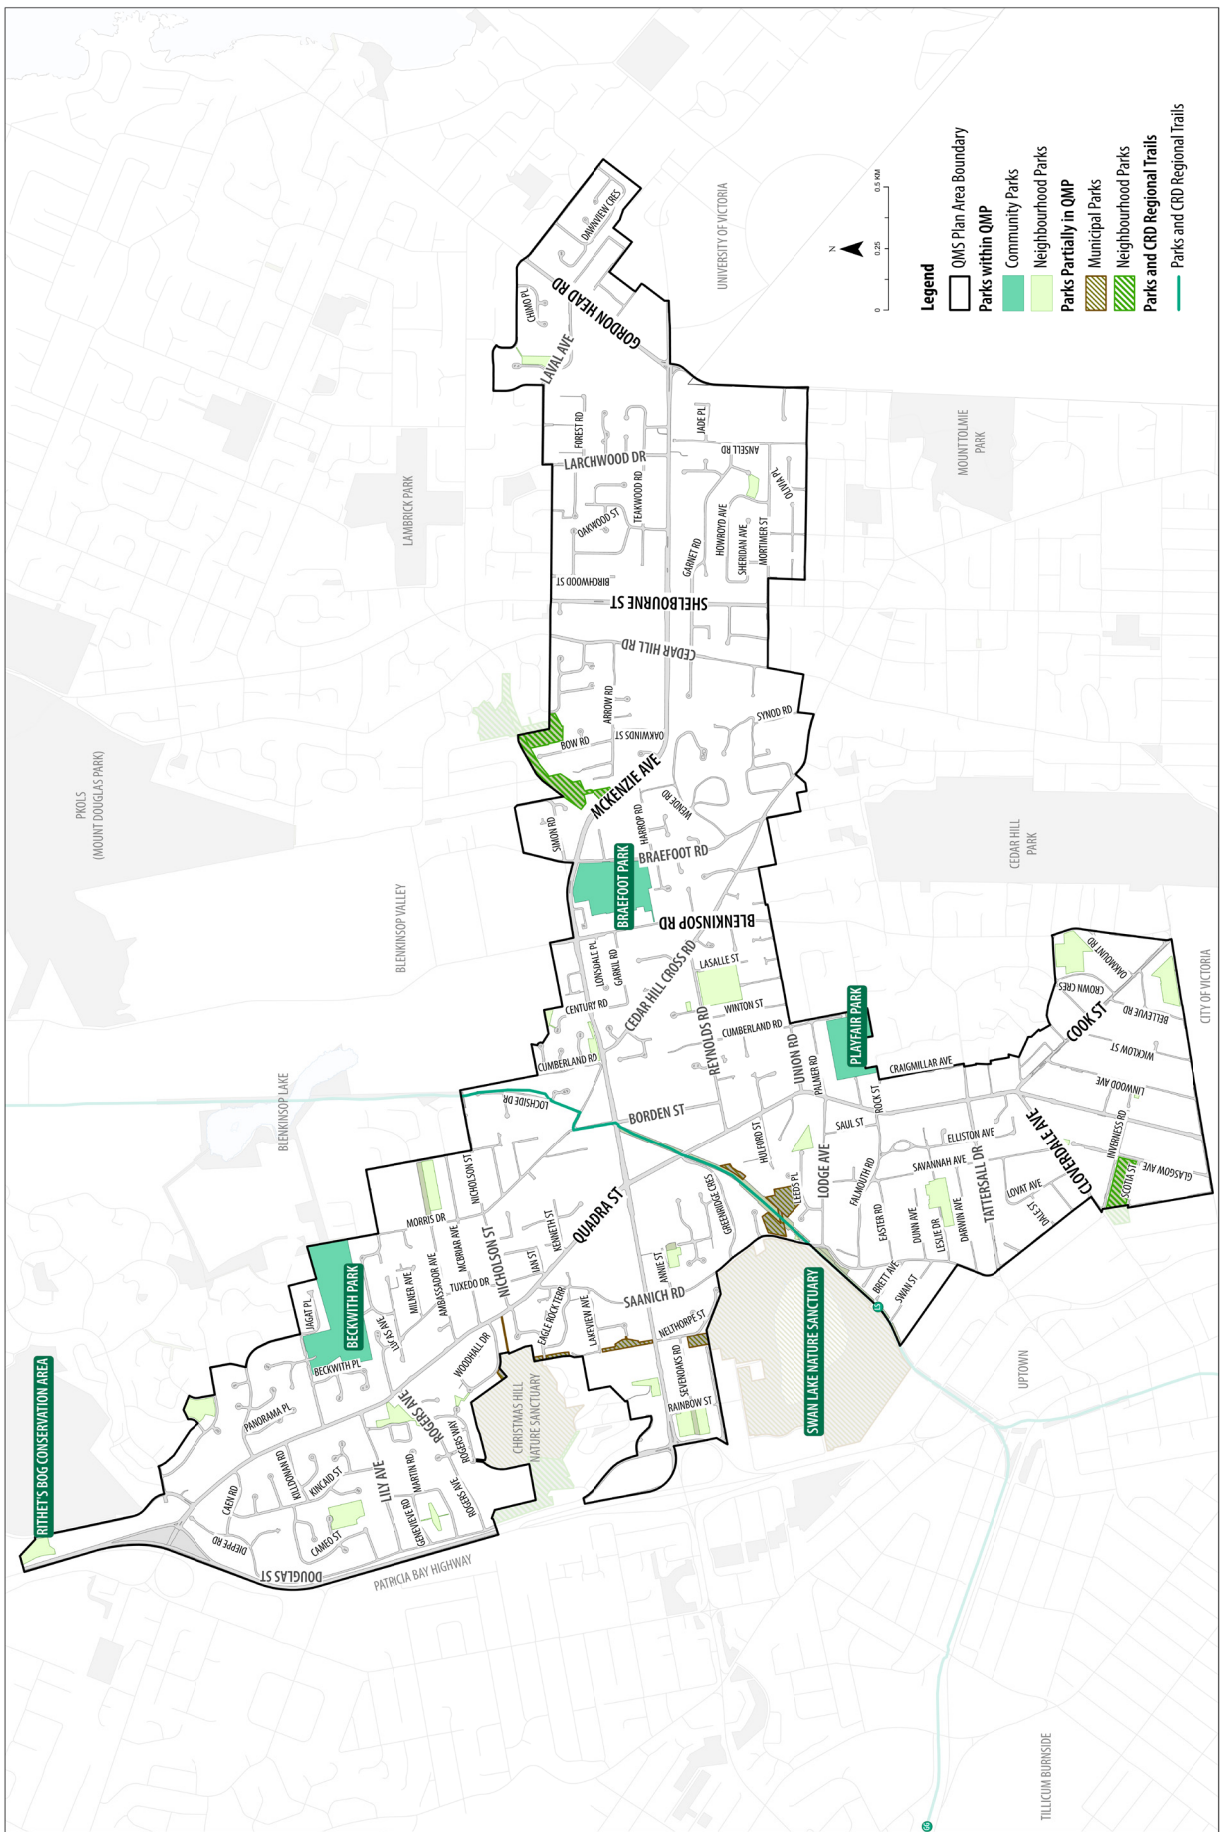 RITHET'S BOG CONSERVATION AREA
PKOLS
(MOUNT DOUGLAS PARK)
BLENKINSOP LAKE
BLENKINSOP VALLEY
LAMBRICK PARK
UNIVERSITY OF VICTORIA
MOUNT TOLMIE
PARK
CEDAR HILL
PARK
CITY OF VICTORIA
UPTOWN
TILLICUM BURNSIDE
PATRICIA BAY HIGHWAY
DOUGLAS ST
DIEPPE RD
CAEN RD
CAMEO ST
KINCAID ST
KILLDONAN RD
PANORAMA PL
LILY AVE
GENEVIEVE RD
MARTIN RD
ROGERS AVE
ROGERS AVE
ROGERS WAY
WOODHALL DR
BECKWITH PL
JAGAT PL
BECKWITH PARK
LUCAS AVE
MILNER AVE
AMBASSADOR AVE
MCBRIAR AVE
TUXEDO DR
MORRIS DR
NICHOLSON ST
NICHOLSON ST
IAN ST
KENNETH ST
QUADRA ST
EAGLE ROCK TERR
LAKEVIEW AVE
CHRISTMAS HILL
NATURE SANCTUARY
SAANICH RD
ANNIE ST
NELTHORPE ST
SEVENOAKS RD
RAINBOW ST
GREENRIDGE CRES
SWAN LAKE NATURE SANCTUARY
LOCHSIDE DR
CUMBERLAND RD
CENTURY RD
LONSDALE PL
GARKIL RD
CEDAR HILL CROSS RD
BORDEN ST
REYNOLDS RD
LASALLE ST
WINTON ST
CUMBERLAND RD
UNION RD
PALMER RD
PLAYFAIR PARK
HULFORD ST
LEEDS PL
LODGE AVE
SAUL ST
ROCK ST
CRAIGMILLAR AVE
FALMOUTH RD
EASTER RD
DUNN AVE
LESLIE DR
DARWIN AVE
SAVANNAH AVE
ELLISTON AVE
TATTERSALL DR
LOVAT AVE
DALE ST
BRETT AVE
SWAN ST
CLOVERDALE AVE
COOK ST
CROWN CRES
OAKMOUNT RD
BELLEVUE RD
WICKLOW ST
LINWOOD AVE
INVERNESS RD
SCOTIA ST
GLASGOW AVE
BRAEFOOT PARK
BRAEFOOT RD
BLENKINSOP RD
SIMON RD
HARROP RD
MCKENZIE AVE
WENDE RD
BOW RD
ARROW RD
OAKWINDS ST
SYNOD RD
CEDAR HILL RD
SHELBOURNE ST
BIRCHWOOD ST
OAKWOOD ST
TEAKWOOD RD
LARCHWOOD DR
FOREST RD
GARNET RD
HOWROYD AVE
SHERIDAN AVE
MORTIMER ST
OLIVIA PL
ANSELL RD
JADE PL
LAVAL AVE
CHIMO PL
GORDON HEAD RD
DAWNVIEW CRES
LS
GG
N
0
0.25
0.5 KM
Legend
QMS Plan Area Boundary
Parks within QMP
Community Parks
Neighbourhood Parks
Parks Partially in QMP
Municipal Parks
Neighbourhood Parks
Parks and CRD Regional Trails
Parks and CRD Regional Trails